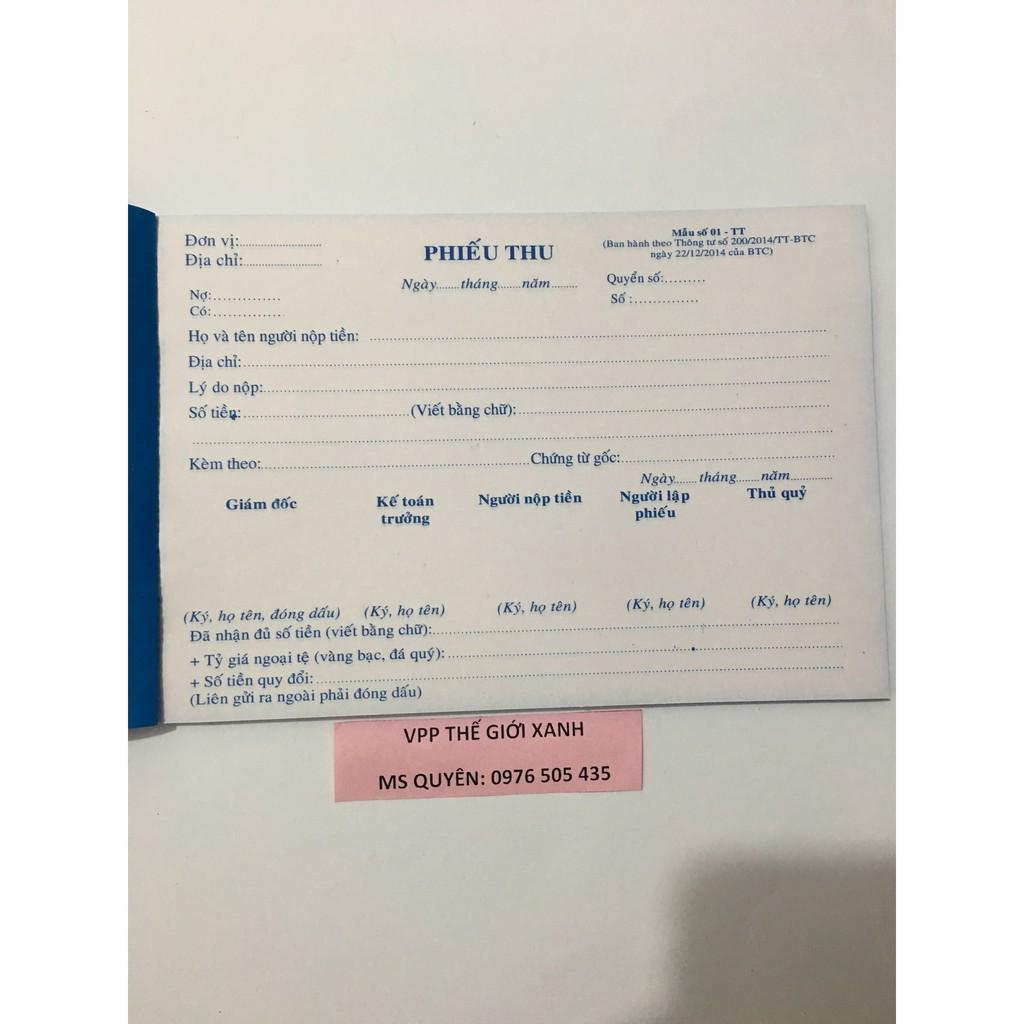 Đơn vị:............................
Địa chỉ:..........................
PHIẾU THU
Mẫu số 01 - TT
(Ban hành theo Thông tư số 200/2014/TT-BTC
ngày 22/12/2014 của BTC)
Ngày........tháng.......năm.........
Quyển số:.........
Số :..............
Nợ:..............
Có:..............
Họ và tên người nộp tiền: ..............................
Địa chỉ:..............................
Lý do nộp:..............................
Số tiền:..............................(Viết bằng chữ):..............................
Kèm theo:..............................Chứng từ gốc:..............................
Ngày.......tháng.......năm............
Giám đốc Kế toán trưởng Người nộp tiền Người lập phiếu Thủ quỹ
(Ký, họ tên, đóng dấu) (Ký, họ tên) (Ký, họ tên) (Ký, họ tên) (Ký, họ tên)
Đã nhận đủ số tiền (viết bằng chữ):..............................
+ Tỷ giá ngoại tệ (vàng bạc, đá quý):..............................
+ Số tiền quy đổi:..............................
(Liên gửi ra ngoài phải đóng dấu)
VPP THẾ GIỚI XANH
MS QUYÊN: 0976 505 435